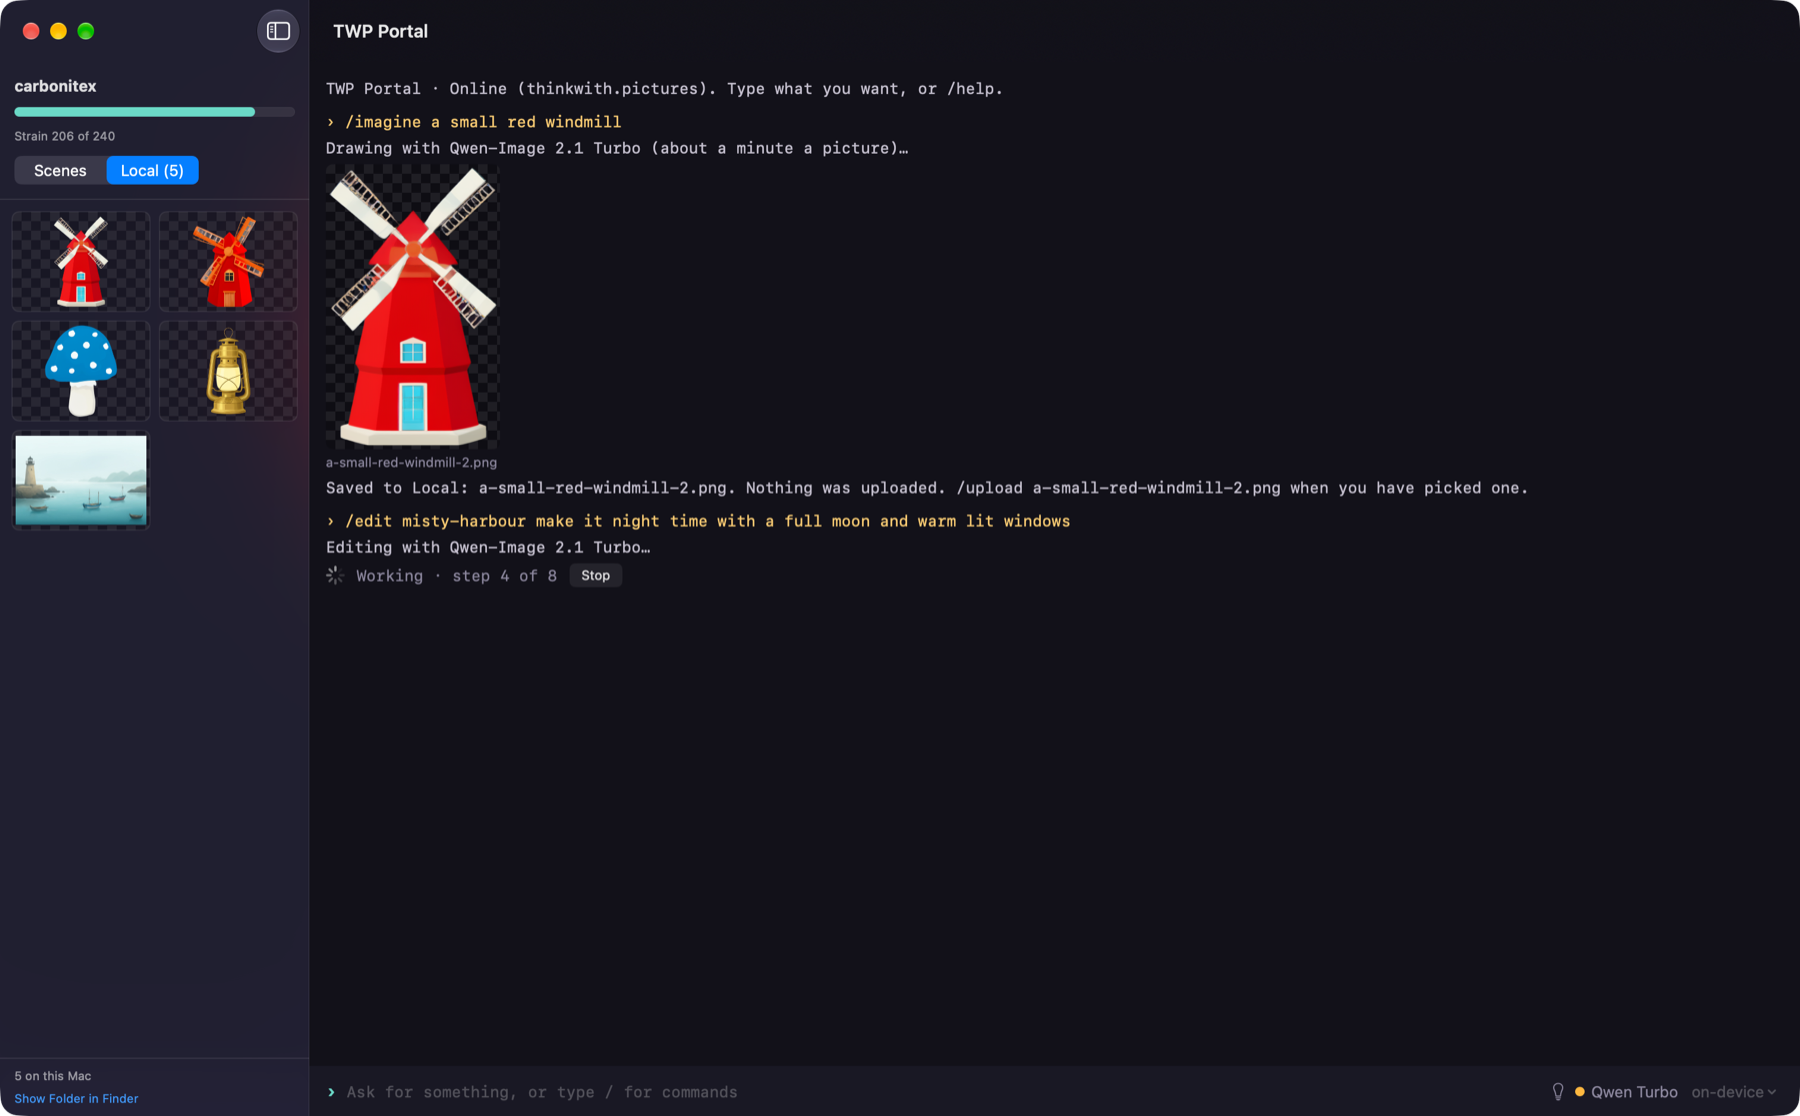 TWP Portal
carbonitex
Strain 206 of 240
Scenes
Local (5)
TWP Portal · Online (thinkwith.pictures). Type what you want, or /help.
› /imagine a small red windmill
Drawing with Qwen-Image 2.1 Turbo (about a minute a picture)…
a-small-red-windmill-2.png
Saved to Local: a-small-red-windmill-2.png. Nothing was uploaded. /upload a-small-red-windmill-2.png when you have picked one.
› /edit misty-harbour make it night time with a full moon and warm lit windows
Editing with Qwen-Image 2.1 Turbo…
Working · step 4 of 8
Stop
5 on this Mac
Show Folder in Finder
› Ask for something, or type / for commands
Qwen Turbo on-device